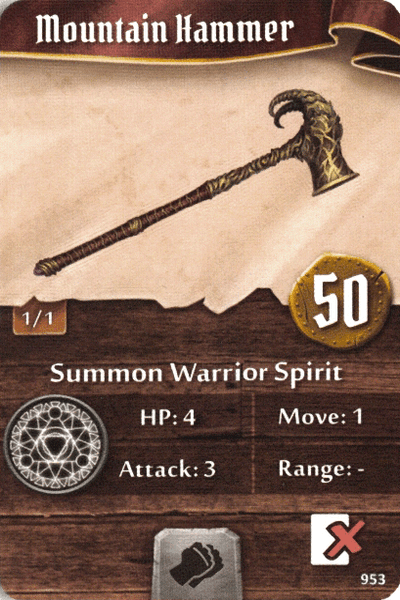 Mountain Hammer
50
1/1
Summon Warrior Spirit
HP: 4
Move: 1
Attack: 3
Range: -
953